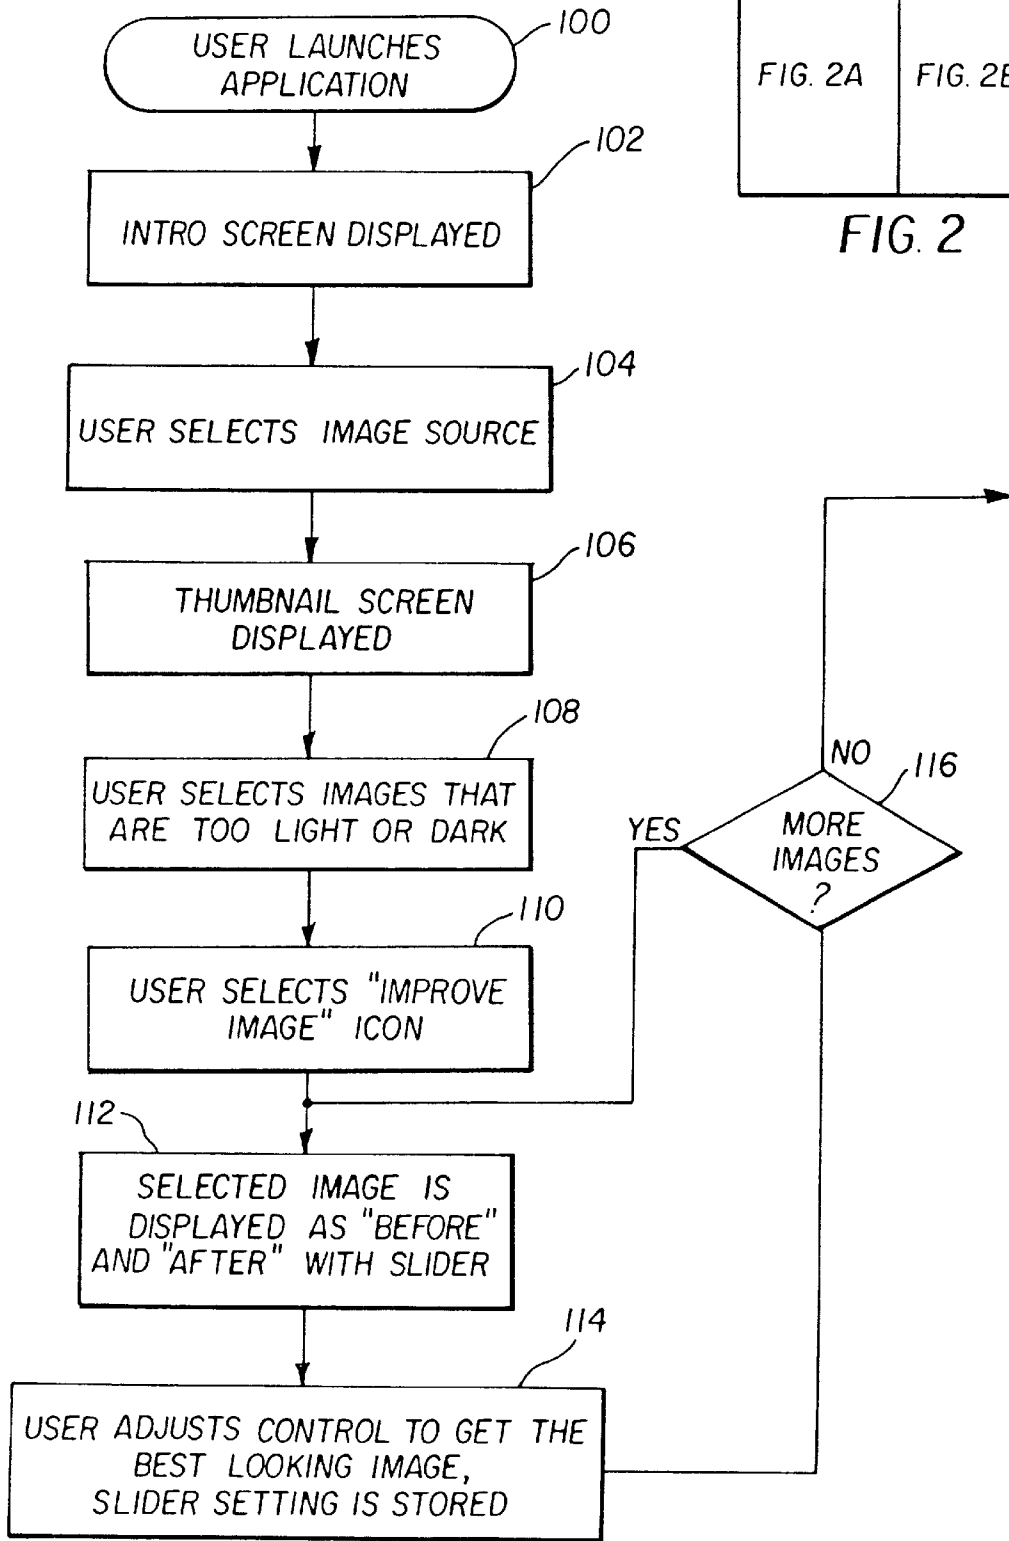 100
USER LAUNCHES
APPLICATION
102
INTRO SCREEN DISPLAYED
104
USER SELECTS IMAGE SOURCE
106
THUMBNAIL SCREEN
DISPLAYED
108
USER SELECTS IMAGES THAT
ARE TOO LIGHT OR DARK
110
USER SELECTS "IMPROVE
IMAGE" ICON
112
SELECTED IMAGE IS
DISPLAYED AS "BEFORE"
AND "AFTER" WITH SLIDER
114
USER ADJUSTS CONTROL TO GET THE
BEST LOOKING IMAGE,
SLIDER SETTING IS STORED
116
MORE
IMAGES
?
YES
NO
FIG. 2A
FIG. 2B
FIG. 2